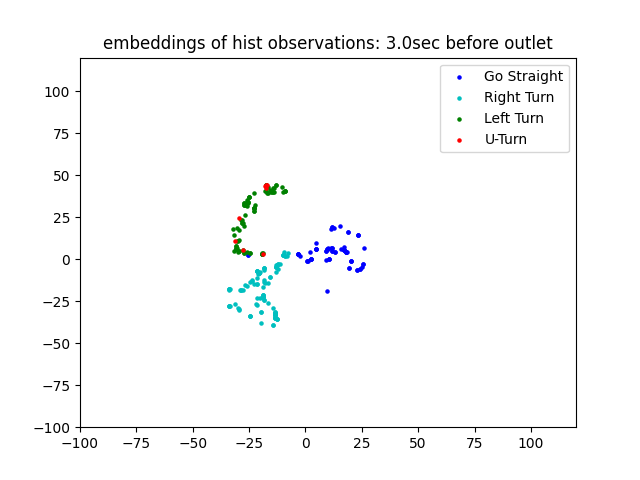 embeddings of hist observations: 3.0sec before outlet
Go Straight
Right Turn
Left Turn
U-Turn
100
75
50
25
0
−25
−50
−75
−100
−100 −75 −50 −25 0 25 50 75 100